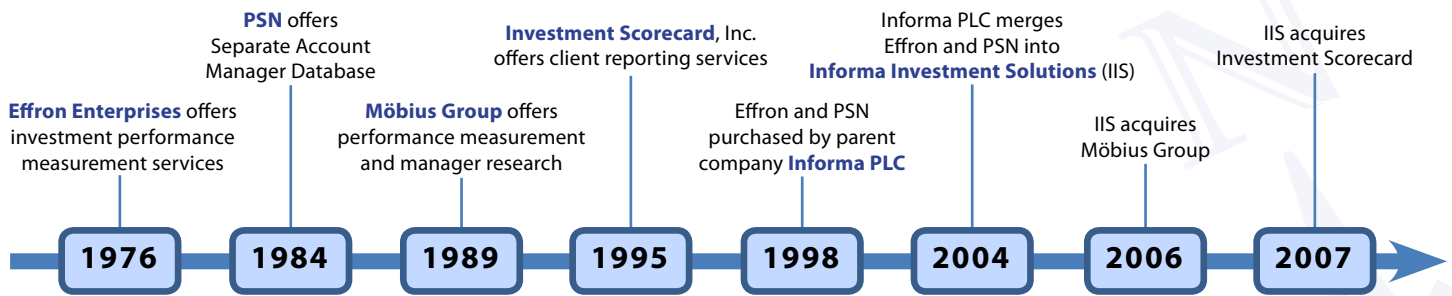 Effron Enterprises offers
investment performance
measurement services
PSN offers
Separate Account
Manager Database
Möbius Group offers
performance measurement
and manager research
Investment Scorecard, Inc.
offers client reporting services
Effron and PSN
purchased by parent
company Informa PLC
Informa PLC merges
Effron and PSN into
Informa Investment Solutions (IIS)
IIS acquires
Möbius Group
IIS acquires
Investment Scorecard
1976
1984
1989
1995
1998
2004
2006
2007